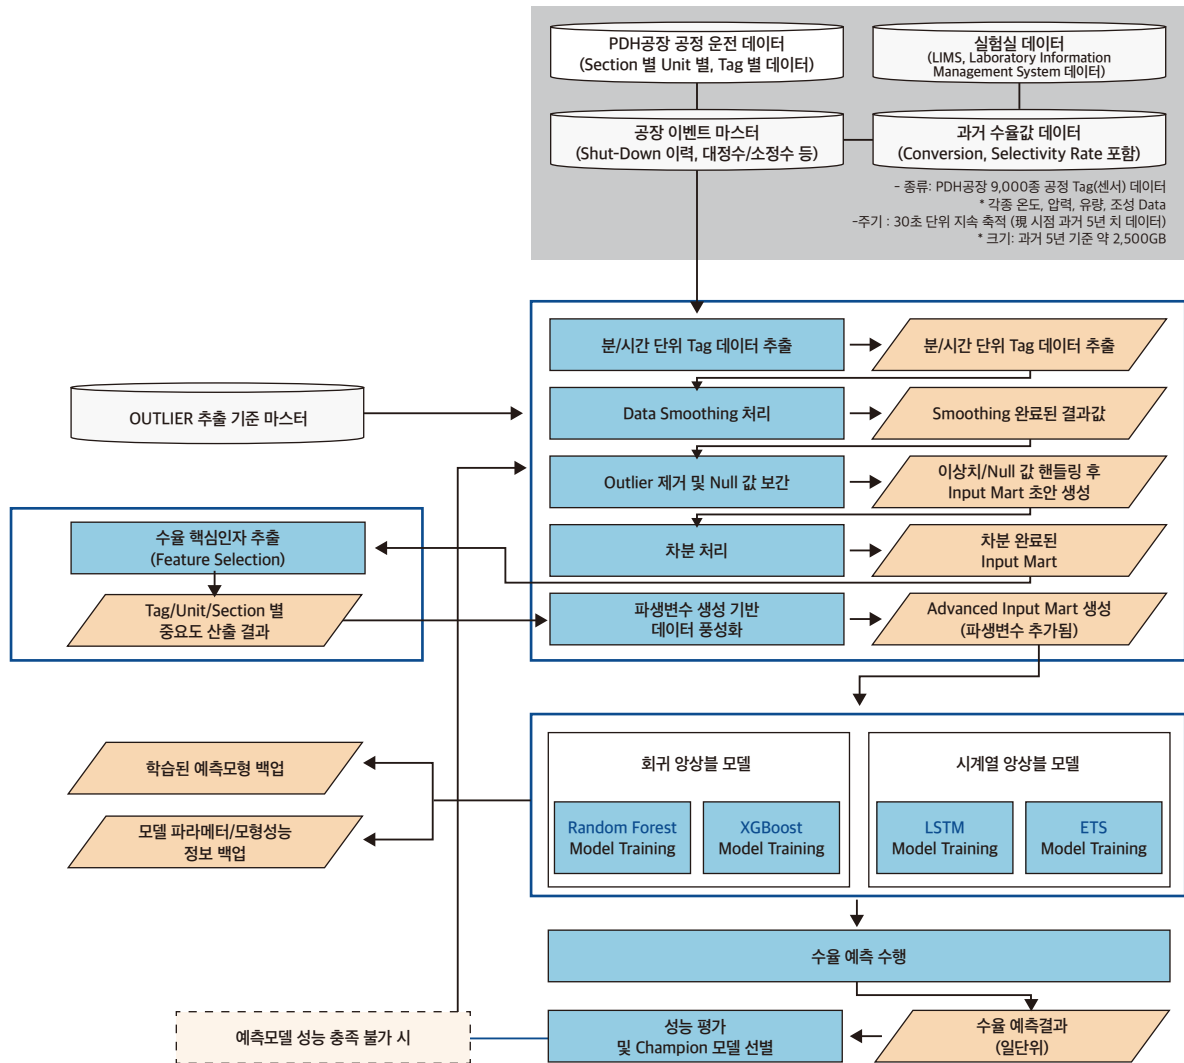 PDH공장 공정 운전 데이터
(Section 별 Unit 별, Tag 별 데이터)
실험실 데이터
(LIMS, Laboratory Information
Management System 데이터)
공장 이벤트 마스터
(Shut-Down 이력, 대정수/소정수 등)
과거 수율값 데이터
(Conversion, Selectivity Rate 포함)
- 종류: PDH공장 9,000종 공정 Tag(센서) 데이터
* 각종 온도, 압력, 유량, 조성 Data
-주기 : 30초 단위 지속 축적 (現 시점 과거 5년 치 데이터)
* 크기: 과거 5년 기준 약 2,500GB
분/시간 단위 Tag 데이터 추출
분/시간 단위 Tag 데이터 추출
OUTLIER 추출 기준 마스터
Data Smoothing 처리
Smoothing 완료된 결과값
Outlier 제거 및 Null 값 보간
이상치/Null 값 핸들링 후
Input Mart 초안 생성
수율 핵심인자 추출
(Feature Selection)
차분 처리
차분 완료된
Input Mart
Tag/Unit/Section 별
중요도 산출 결과
파생변수 생성 기반
데이터 풍성화
Advanced Input Mart 생성
(파생변수 추가됨)
학습된 예측모형 백업
모델 파라메터/모형성능
정보 백업
회귀 앙상블 모델
Random Forest
Model Training
XGBoost
Model Training
시계열 앙상블 모델
LSTM
Model Training
ETS
Model Training
수율 예측 수행
예측모델 성능 충족 불가 시
성능 평가
및 Champion 모델 선별
수율 예측결과
(일단위)